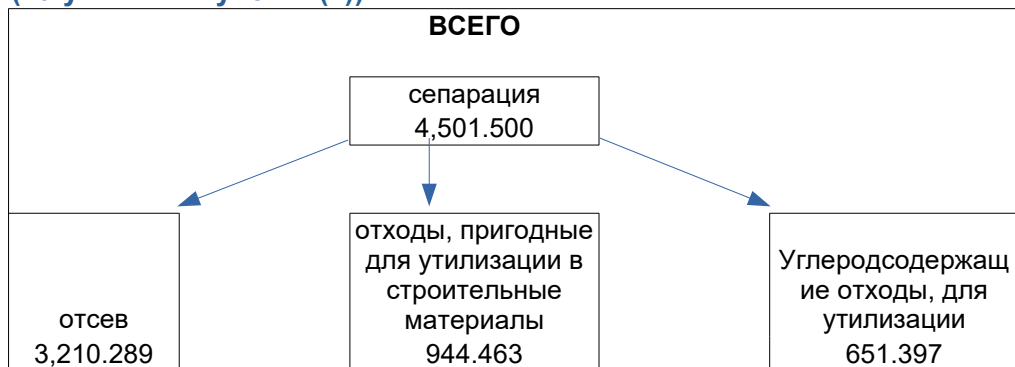 ВСЕГО
сепарация
4,501.500
отсев
3,210.289
отходы, пригодные
для утилизации в
строительные
материалы
944.463
Углеродсодержащ
ие отходы, для
утилизации
651.397